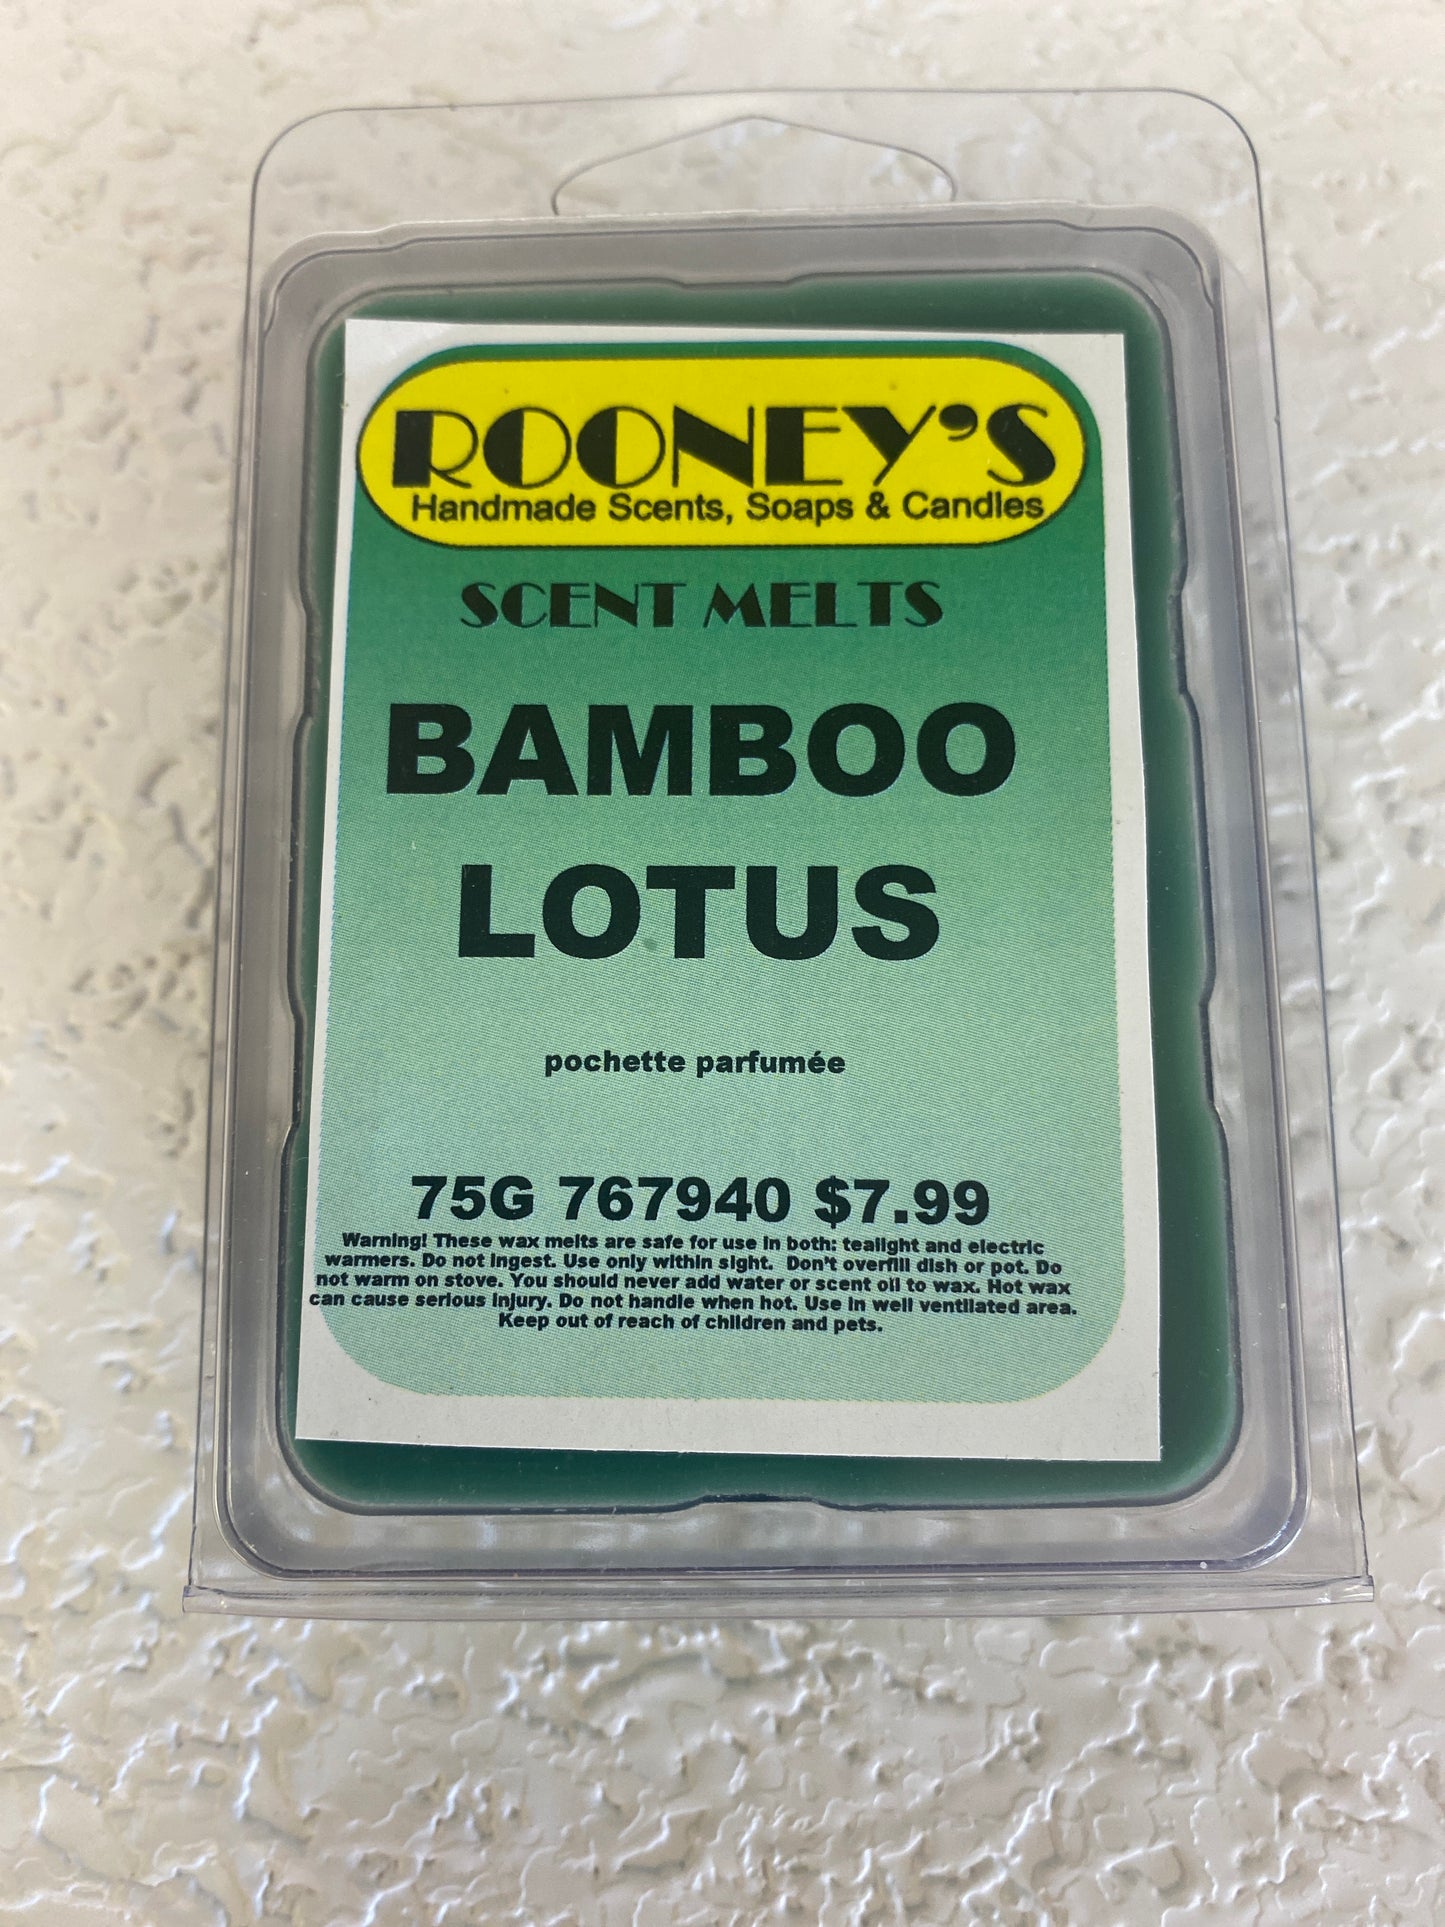 ROONEY'S
Handmade Scents, Soaps & Candles
SCENT MELTS
BAMBOO
LOTUS
pochette parfumée
75G 767940 $7.99
Warning! These wax melts are safe for use in both: tealight and electric
warmers. Do not ingest. Use only within sight. Don't overfill dish or pot. Do
not warm on stove. You should never add water or scent oil to wax. Hot wax
can cause serious injury. Do not handle when hot. Use in well ventilated area.
Keep out of reach of children and pets.